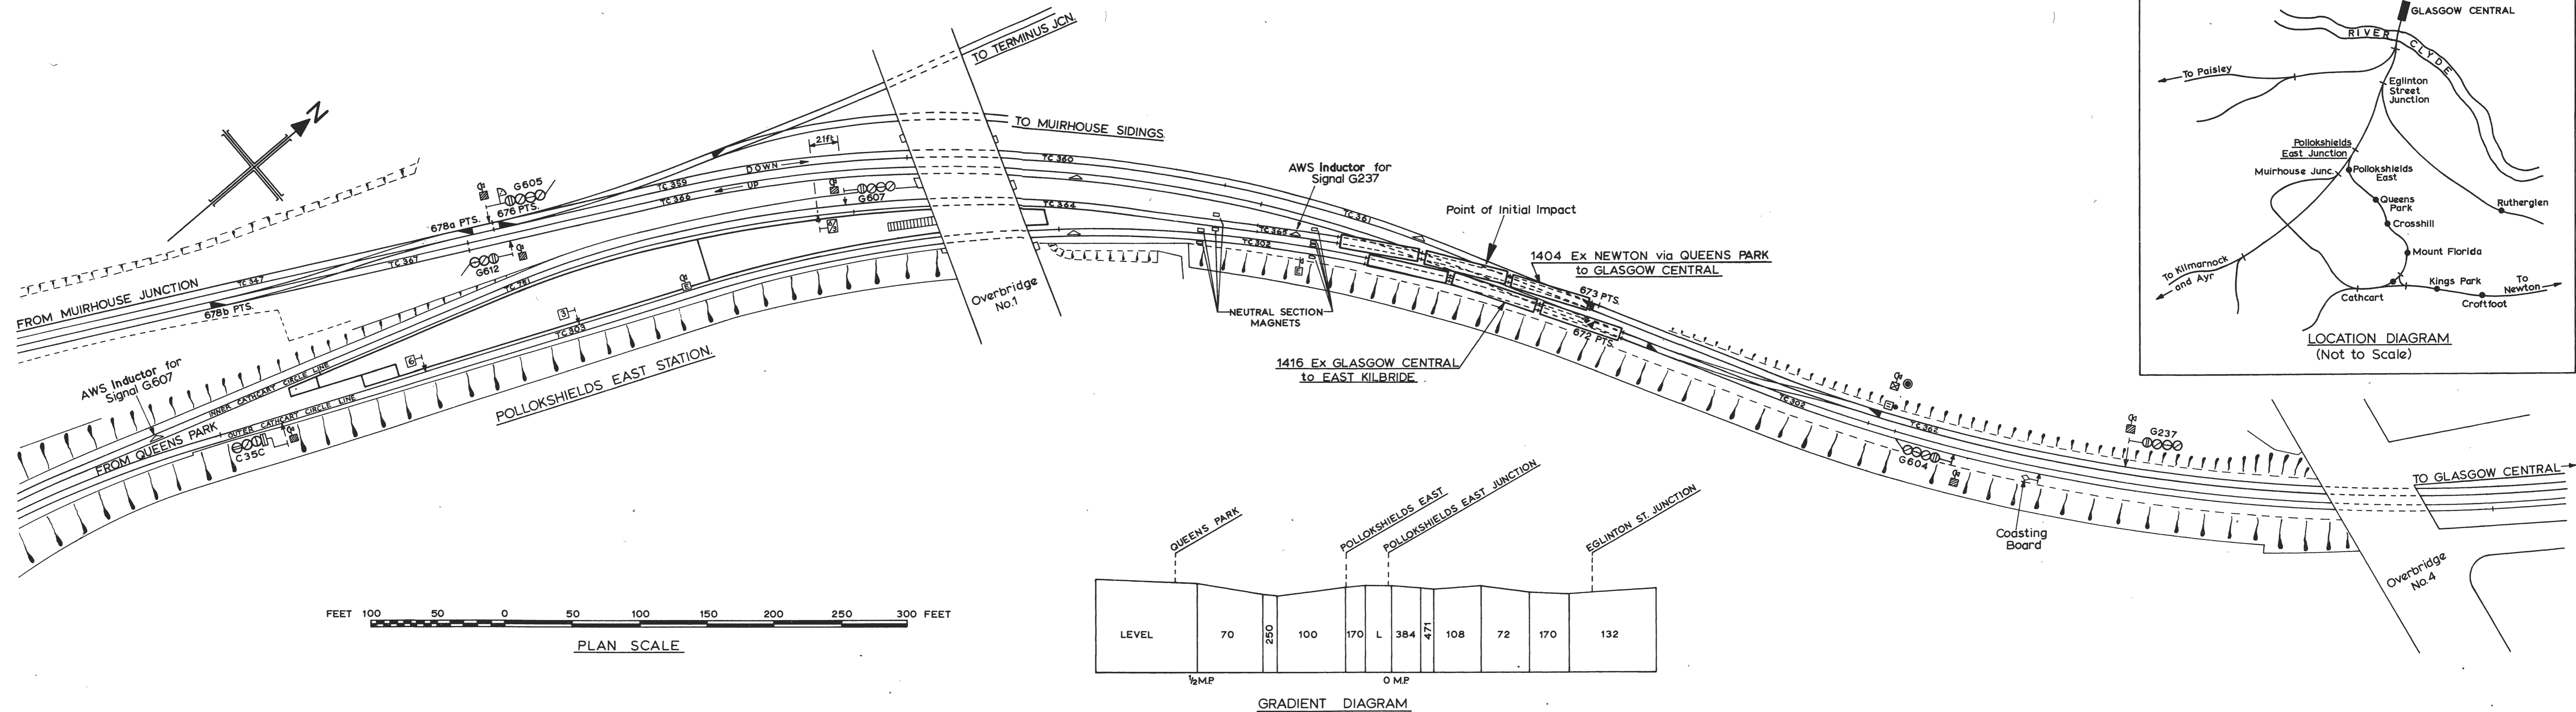 TO TERMINUS JCN.
TO MUIRHOUSE SIDINGS
N
21ft
DOWN
UP
TC 359
TC 366
TC 360
TC 364
G605
676 PTS.
678a PTS.
G607
G612
TC 347
TC 367
TC 781
678b PTS.
FROM MUIRHOUSE JUNCTION
AWS Inductor for
Signal G607
INNER CATHCART CIRCLE LINE
FROM QUEENS PARK
OUTER CATHCART CIRCLE LINE
C35C
3
6
TC 303
POLLOKSHIELDS EAST STATION.
Overbridge
No.1
AWS Inductor for
Signal G237
TC 361
TC 365
TC 302
Point of Initial Impact
NEUTRAL SECTION
MAGNETS
1404 Ex NEWTON via QUEENS PARK
to GLASGOW CENTRAL
673 PTS.
672 PTS.
1416 Ex GLASGOW CENTRAL
to EAST KILBRIDE
TC 302
TC 362
G604
G237
Coasting
Board
TO GLASGOW CENTRAL
Overbridge
No.4
GLASGOW CENTRAL
RIVER CLYDE
To Paisley
Eglinton
Street
Junction
Pollokshields
East Junction
Muirhouse Junc.
Pollokshields
East
Queens
Park
Crosshill
Rutherglen
Mount Florida
To Kilmarnock
and Ayr
Cathcart
Kings Park
Croftfoot
To
Newton
LOCATION DIAGRAM
(Not to Scale)
FEET 100 50 0 50 100 150 200 250 300 FEET
PLAN SCALE
QUEENS PARK
POLLOKSHIELDS EAST
POLLOKSHIELDS EAST JUNCTION
EGLINTON ST. JUNCTION
LEVEL 70 250 100 170 L 384 471 108 72 170 132
½M.P. 0 M.P.
GRADIENT DIAGRAM